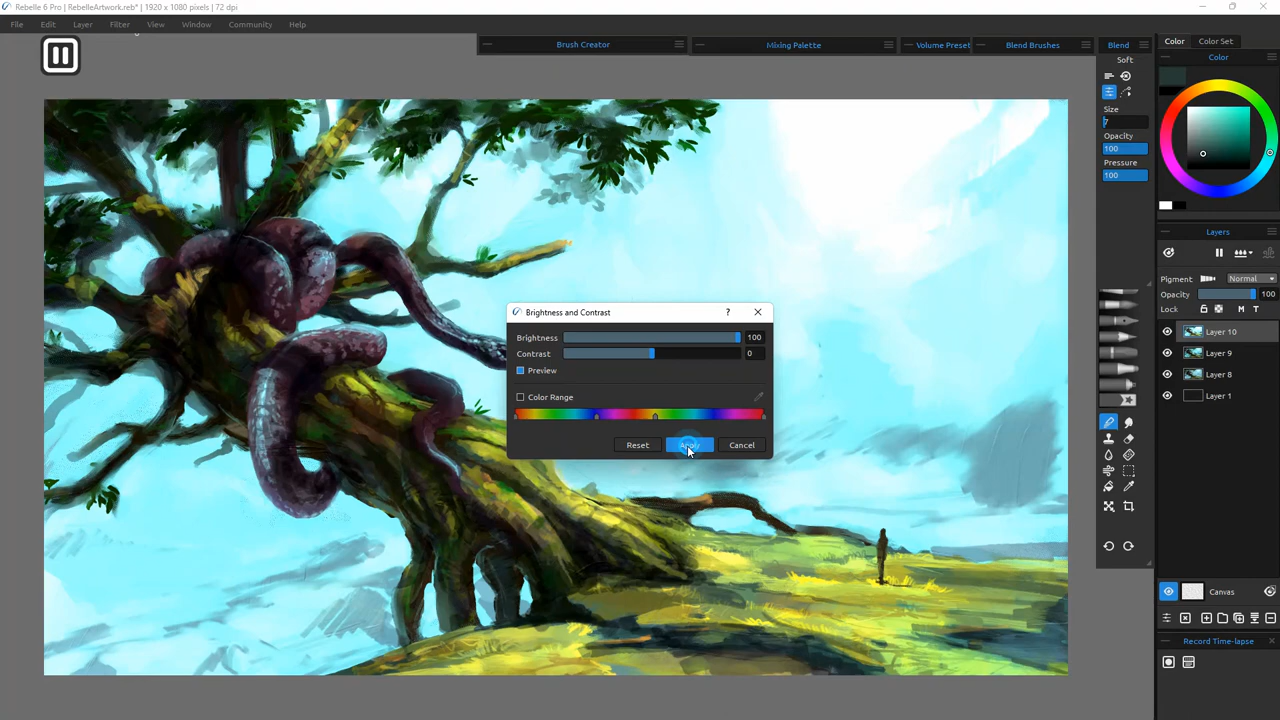 Rebelle 6 Pro | RebelleArtwork.reb* | 1920 x 1080 pixels | 72 dpi
File Edit Layer Filter View Window Community Help
Brush Creator Mixing Palette Volume Preset Blend Brushes Blend
Color Color Set
Color
Soft
Size
7
Opacity
100
Pressure
100
Layers
Pigment Normal
Opacity 100
Lock M T
Layer 10
Layer 9
Layer 8
Layer 1
Canvas
Record Time-lapse
Brightness and Contrast ?
Brightness 100
Contrast 0
Preview
Color Range
Reset Apply Cancel